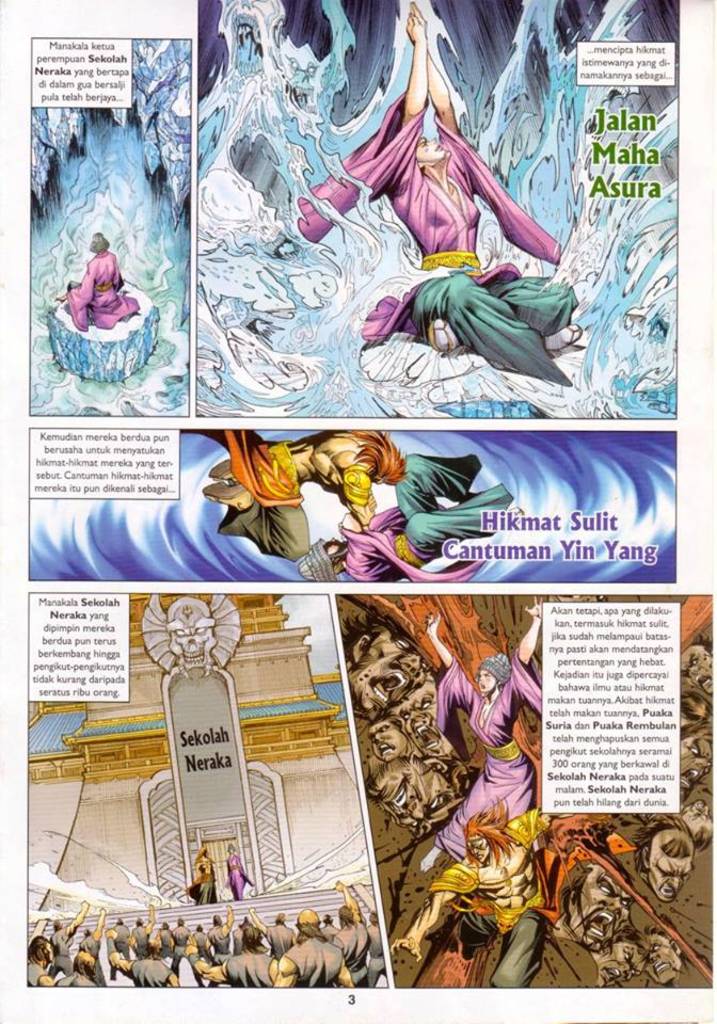 Manakala ketua
perempuan Sekolah
Neraka yang bertapa
di dalam gua bersalji
pula telah berjaya...
...mencipta hikmat
istimewanya yang di-
namakannya sebagai...
Jalan
Maha
Asura
Kemudian mereka berdua pun
berusaha untuk menyatukan
hikmat-hikmat mereka yang ter-
sebut. Cantuman hikmat-hikmat
mereka itu pun dikenali sebagai...
Hikmat Sulit
Cantuman Yin Yang
Manakala Sekolah
Neraka yang
dipimpin mereka
berdua pun terus
berkembang hingga
pengikut-pengikutnya
tidak kurang daripada
seratus ribu orang.
Sekolah
Neraka
Akan tetapi, apa yang dilaku-
kan, termasuk hikmat sulit,
jika sudah melampaui batas-
nya pasti akan mendatangkan
pertentangan yang hebat.
Kejadian itu juga dipercayai
bahawa ilmu atau hikmat
makan tuannya. Akibat hikmat
telah makan tuannya, Puaka
Suria dan Puaka Rembulan
telah menghapuskan semua
pengikut sekolahnya seramai
300 orang yang berkawal di
Sekolah Neraka pada suatu
malam. Sekolah Neraka
pun telah hilang dari dunia.
3